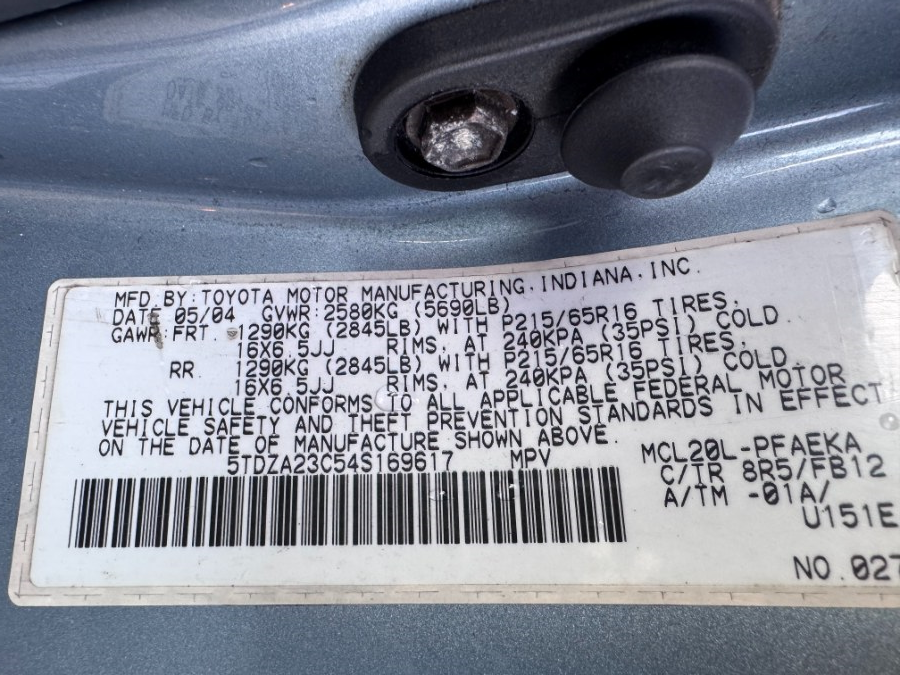 MFD.BY:TOYOTA MOTOR MANUFACTURING,INDIANA,INC.
DATE 05/04 GVWR:2580KG (5690LB)
GAWR:FRT. 1290KG (2845LB) WITH P215/65R16 TIRES,
16X6.5JJ RIMS, AT 240KPA (35PSI) COLD
RR. 1290KG (2845LB) WITH P215/65R16 TIRES,
16X6.5JJ RIMS, AT 240KPA (35PSI) COLD
THIS VEHICLE CONFORMS TO ALL APPLICABLE FEDERAL MOTOR
VEHICLE SAFETY AND THEFT PREVENTION STANDARDS IN EFFECT
ON THE DATE OF MANUFACTURE SHOWN ABOVE.
5TDZA23C54S169617 MPV
MCL20L-PFAEKA
C/TR 8R5/FB12
A/TM -01A/
U151E
NO.027